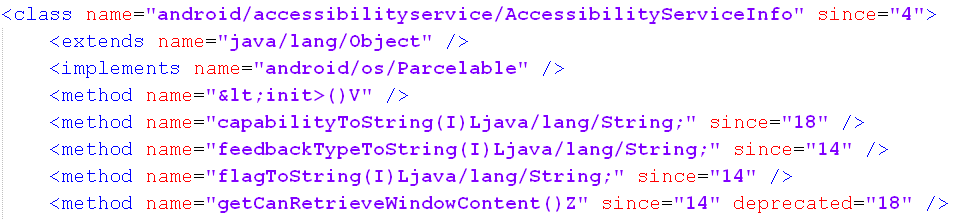 <class name="android/accessibilityservice/AccessibilityServiceInfo" since="4">
<extends name="java/lang/Object" />
<implements name="android/os/Parcelable" />
<method name="&lt;init>()V" />
<method name="capabilityToString(I)Ljava/lang/String;" since="18" />
<method name="feedbackTypeToString(I)Ljava/lang/String;" since="14" />
<method name="flagToString(I)Ljava/lang/String;" since="14" />
<method name="getCanRetrieveWindowContent()Z" since="14" deprecated="18" />